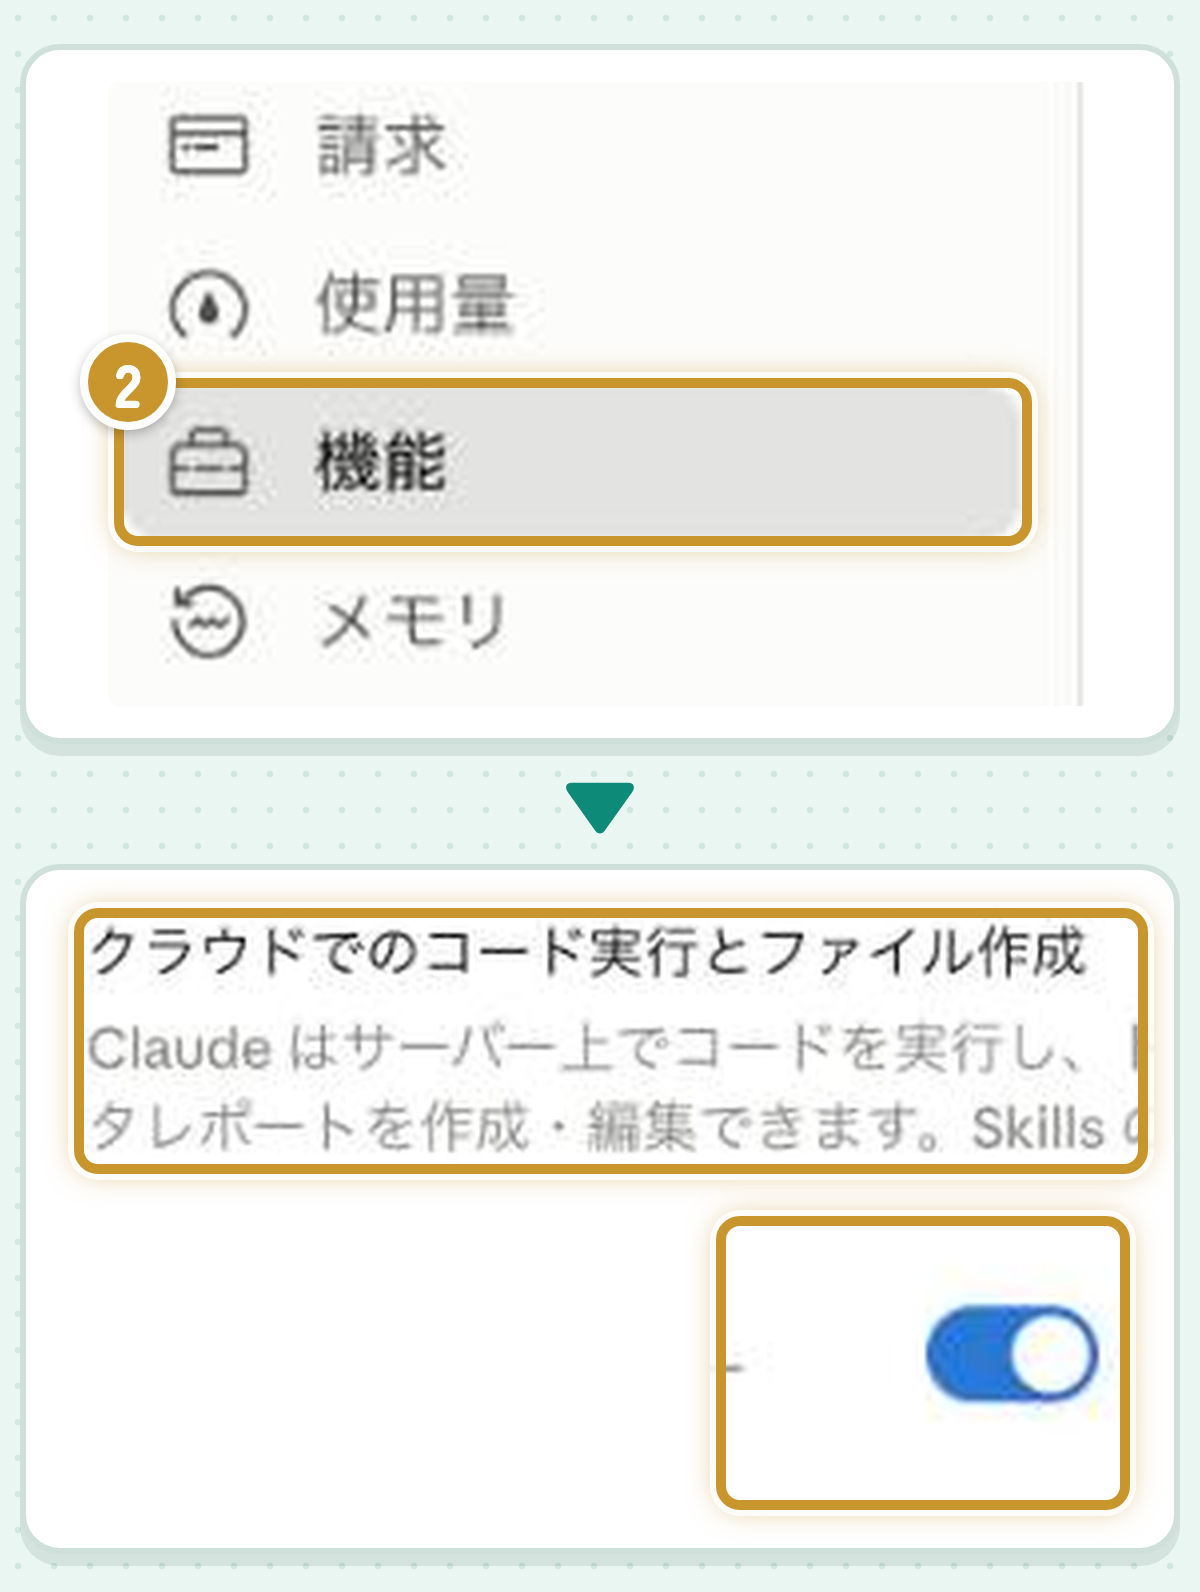 請求
使用量
2
機能
メモリ
クラウドでのコード実行とファイル作成
Claude はサーバー上でコードを実行し、
タレポートを作成・編集できます。Skills の